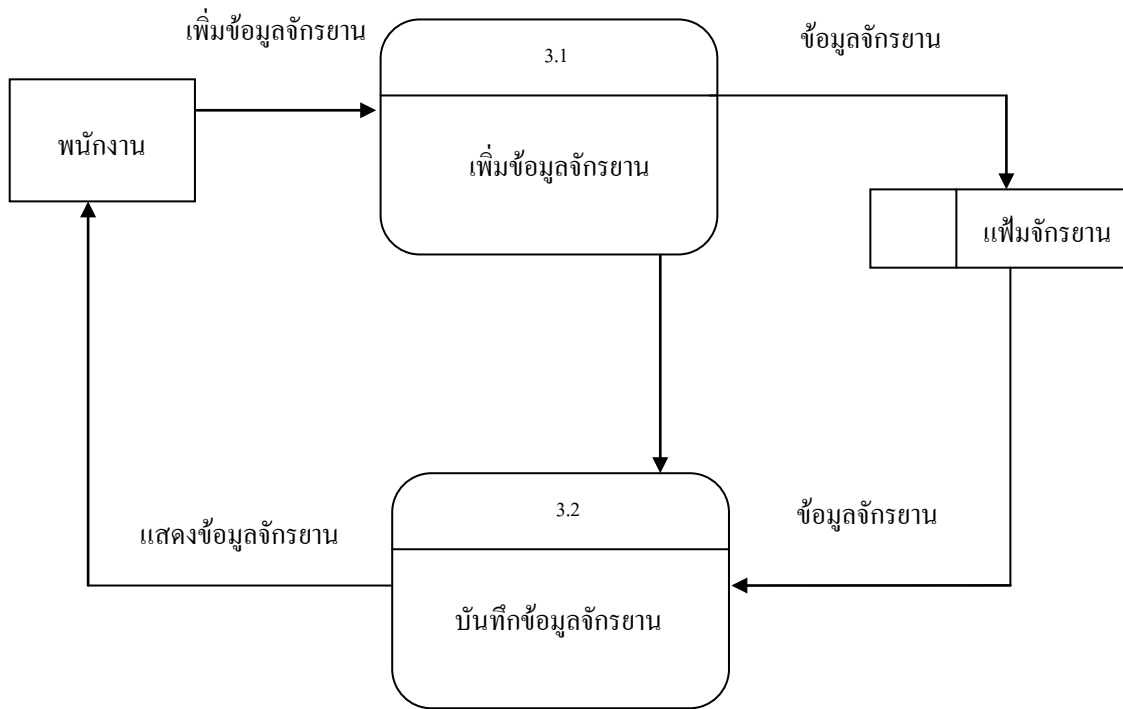 เพิ่มข้อมูลจักรยาน
ข้อมูลจักรยาน
3.1
พนักงาน
เพิ่มข้อมูลจักรยาน
แฟ้มจักรยาน
3.2
ข้อมูลจักรยาน
แสดงข้อมูลจักรยาน
บันทึกข้อมูลจักรยาน